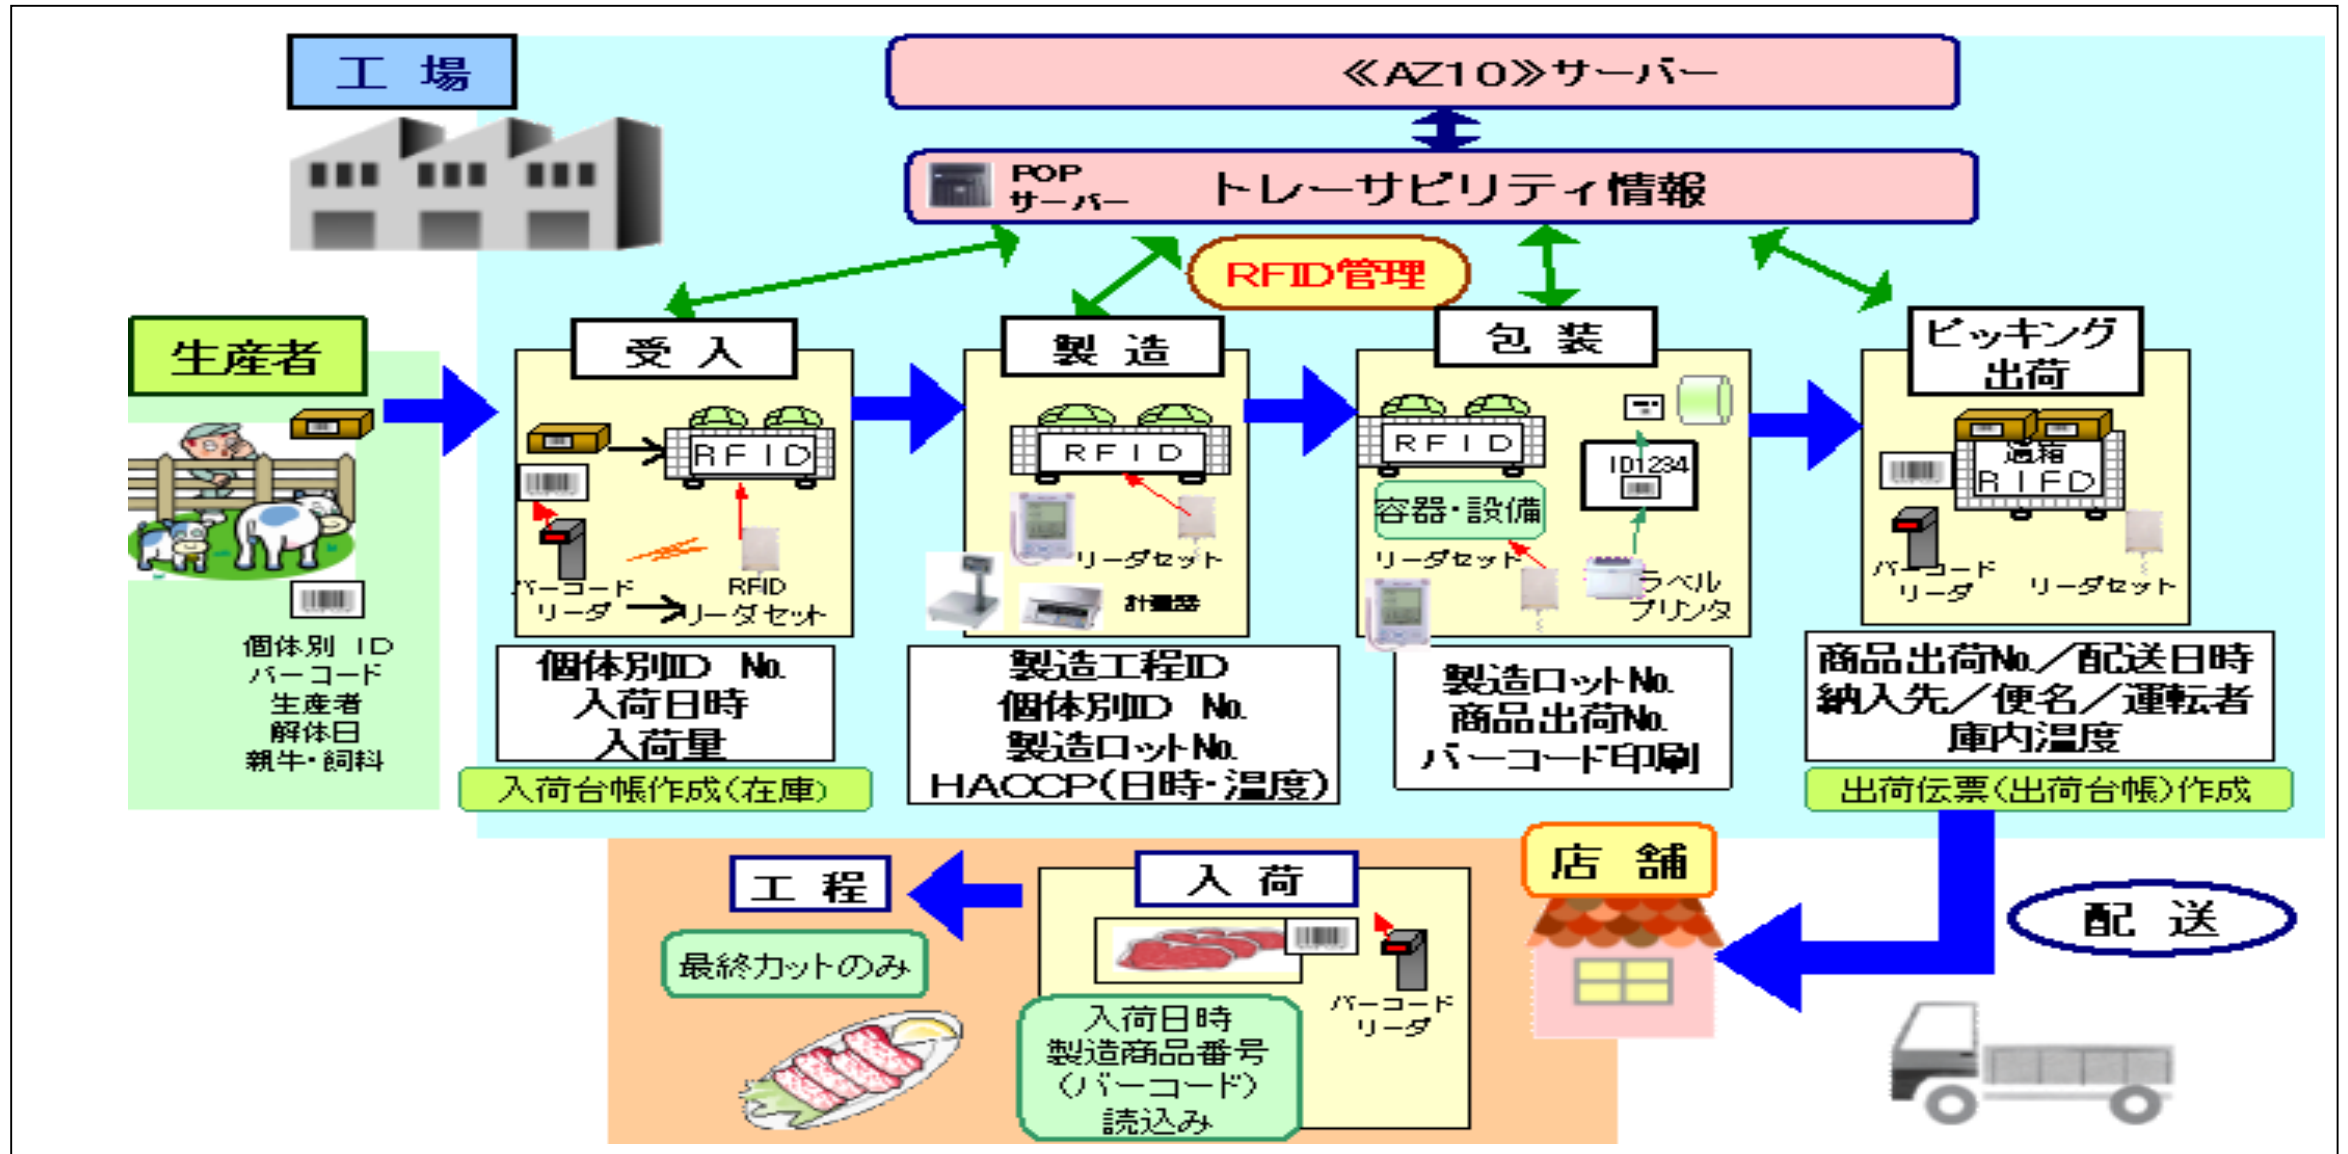 工 場
≪AZ10≫サーバー
POP
サーバー
トレーサビリティ情報
RFID管理
生産者
個体別 ID
バーコード
生産者
解体日
親牛・飼料
受 入
RFID
バーコード
リーダ
RFID
リーダセット
個体別ID No.
入荷日時
入荷量
入荷台帳作成(在庫)
製 造
RFID
リーダセット
計量器
製造工程ID
個体別ID No.
製造ロットNo.
HACCP(日時・温度)
包 装
RFID
ID1234
容器・設備
リーダセット
ラベル
プリンタ
製造ロットNo.
商品出荷No.
バーコード印刷
ピッキング
出荷
通箱
RIFD
バーコード
リーダ
リーダセット
商品出荷No./配送日時
納入先/便名/運転者
庫内温度
出荷伝票(出荷台帳)作成
配 送
店 舗
入 荷
バーコード
リーダ
入荷日時
製造商品番号
(バーコード)
読込み
工 程
最終カットのみ